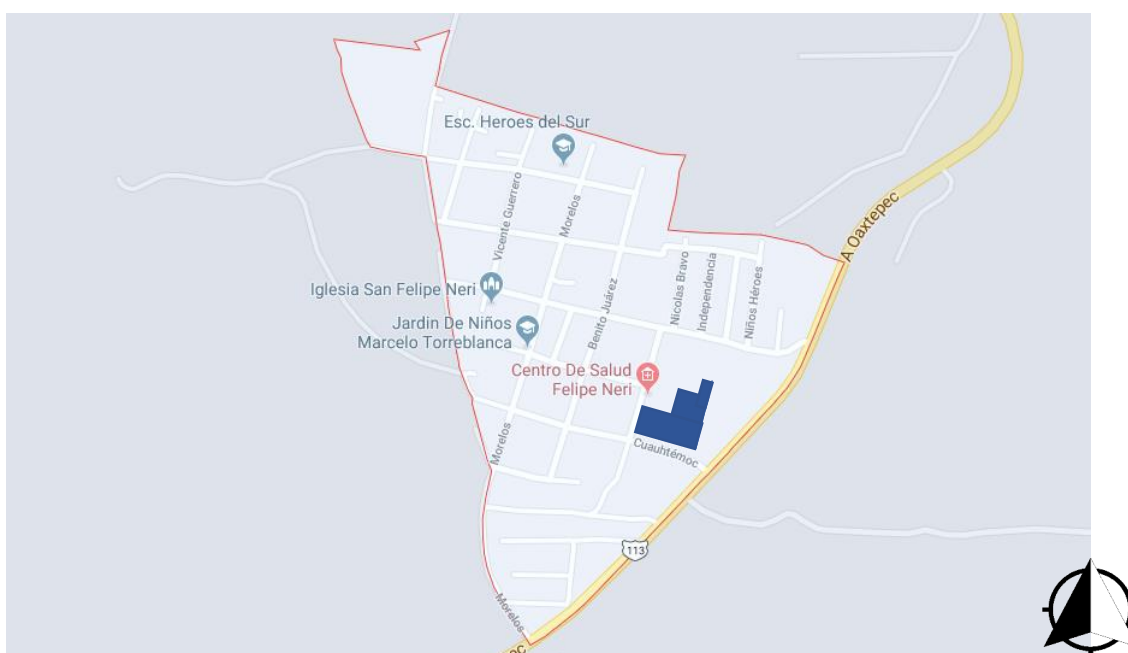 Esc. Heroes del Sur
A Oaxtepec
Vicente Guerrero
Morelos
Nicolas Bravo
Independencia
Niños Héroes
Iglesia San Felipe Neri
Benito Juárez
Jardin De Niños
Marcelo Torreblanca
Centro De Salud
Felipe Neri
Morelos
Cuauhtémoc
113
Morelos